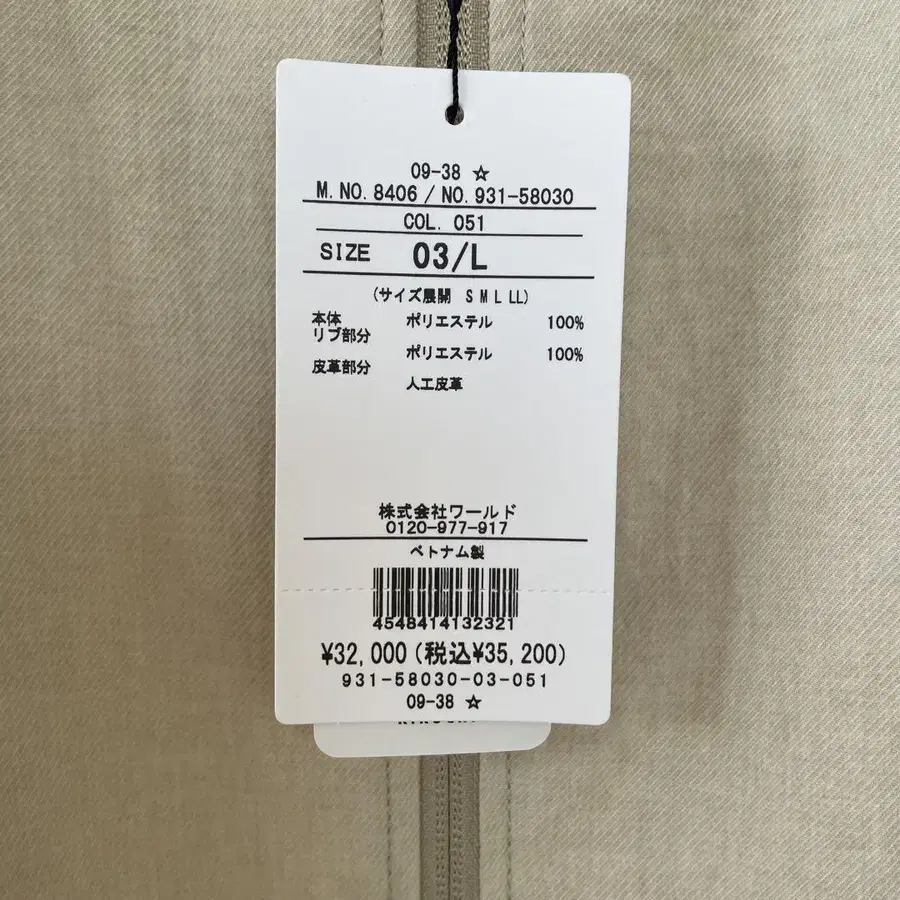 09-38 ☆
M. NO. 8406 / NO. 931-58030
COL. 051
SIZE 03/L
(サイズ展開 S M L LL)
本体 ポリエステル 100%
リブ部分
ポリエステル 100%
皮革部分
人工皮革
株式会社ワールド
0120-977-917
ベトナム製
4548414132321
¥32,000(税込¥35,200)
931-58030-03-051
09-38 ☆